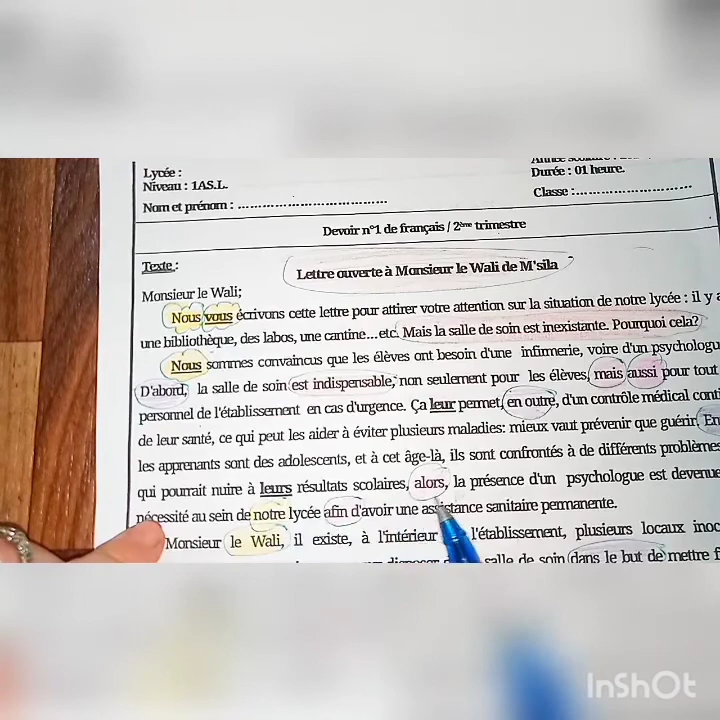 Lycée :
Durée : 01 heure.
Niveau : 1AS.L.
Classe :..............................
Nom et prénom : .......................................
Devoir n°1 de français / 2ème trimestre
Texte :
Lettre ouverte à Monsieur le Wali de M'sila
Monsieur le Wali;
Nous vous écrivons cette lettre pour attirer votre attention sur la situation de notre lycée : il y a
une bibliothèque, des labos, une cantine...etc. Mais la salle de soin est inexistante. Pourquoi cela?
Nous sommes convaincus que les élèves ont besoin d'une infirmerie, voire d'un psychologu
D'abord, la salle de soin est indispensable, non seulement pour les élèves, mais aussi pour tout
personnel de l'établissement en cas d'urgence. Ça leur permet, en outre, d'un contrôle médical conti
de leur santé, ce qui peut les aider à éviter plusieurs maladies: mieux vaut prévenir que guérir. En
les apprenants sont des adolescents, et à cet âge-là, ils sont confrontés à de différents problèmes
qui pourrait nuire à leurs résultats scolaires, alors, la présence d'un psychologue est devenue
nécessité au sein de notre lycée afin d'avoir une assistance sanitaire permanente.
Monsieur le Wali, il existe, à l'intérieur l'établissement, plusieurs locaux inoc
salle de soin dans le but de mettre f
InShOt